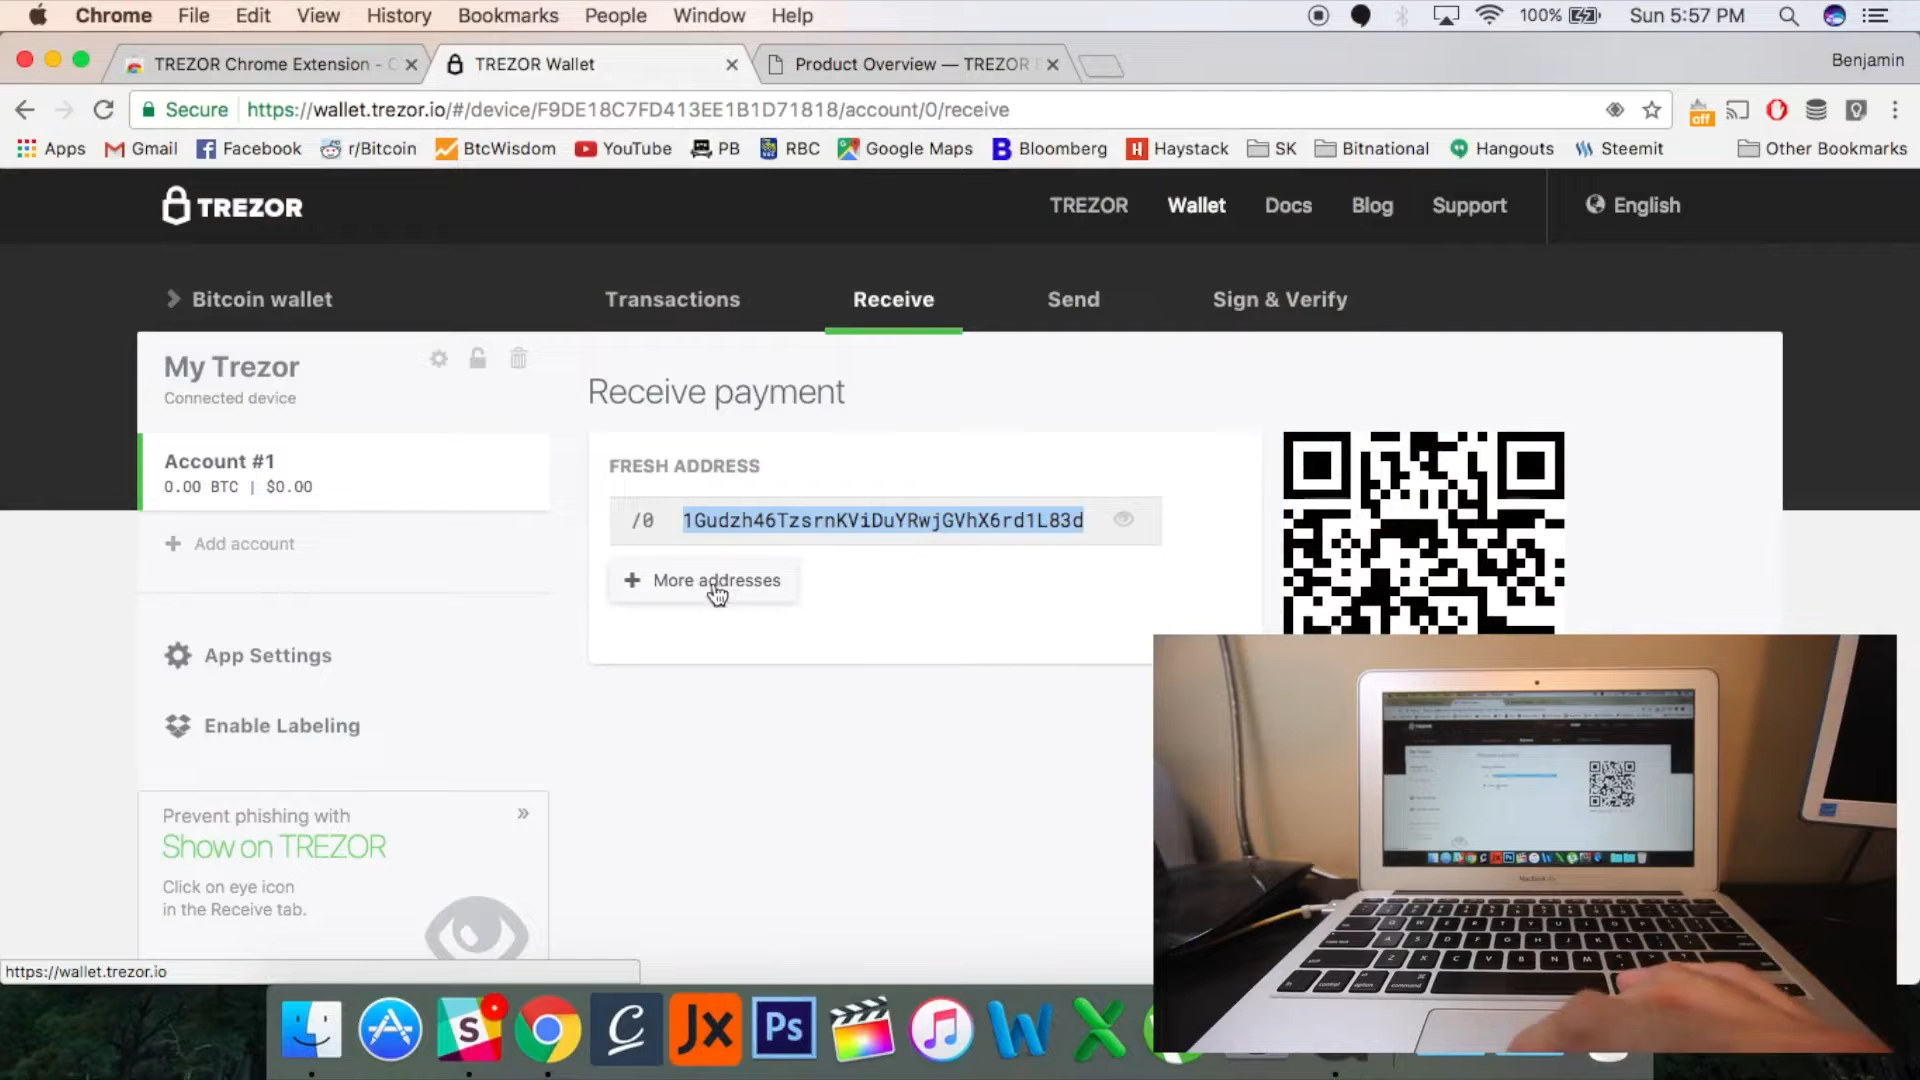 Chrome File Edit View History Bookmarks People Window Help 100% Sun 5:57 PM
TREZOR Chrome Extension - C TREZOR Wallet Product Overview — TREZOR Benjamin
Secure https://wallet.trezor.io/#/device/F9DE18C7FD413EE1B1D71818/account/0/receive off
Apps Gmail Facebook r/Bitcoin BtcWisdom YouTube PB RBC Google Maps Bloomberg Haystack SK Bitnational Hangouts Steemit Other Bookmarks
TREZOR TREZOR Wallet Docs Blog Support English
Bitcoin wallet Transactions Receive Send Sign & Verify
My Trezor
Connected device
Receive payment
Account #1
0.00 BTC | $0.00
FRESH ADDRESS
/0 1Gudzh46TzsrnKViDuYRwjGVhX6rd1L83d
Add account
More addresses
App Settings
Enable Labeling
Prevent phishing with
Show on TREZOR
Click on eye icon
in the Receive tab.
https://wallet.trezor.io
S C Jx Ps W X